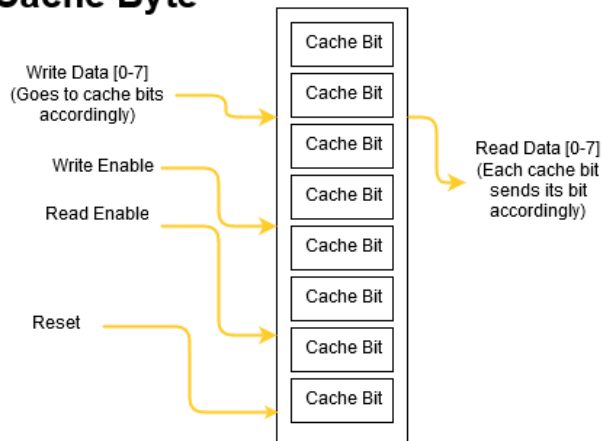 Cache Byte
Write Data [0-7]
(Goes to cache bits
accordingly)
Write Enable
Read Enable
Reset
Cache Bit
Cache Bit
Cache Bit
Cache Bit
Cache Bit
Cache Bit
Cache Bit
Cache Bit
Read Data [0-7]
(Each cache bit
sends its bit
accordingly)